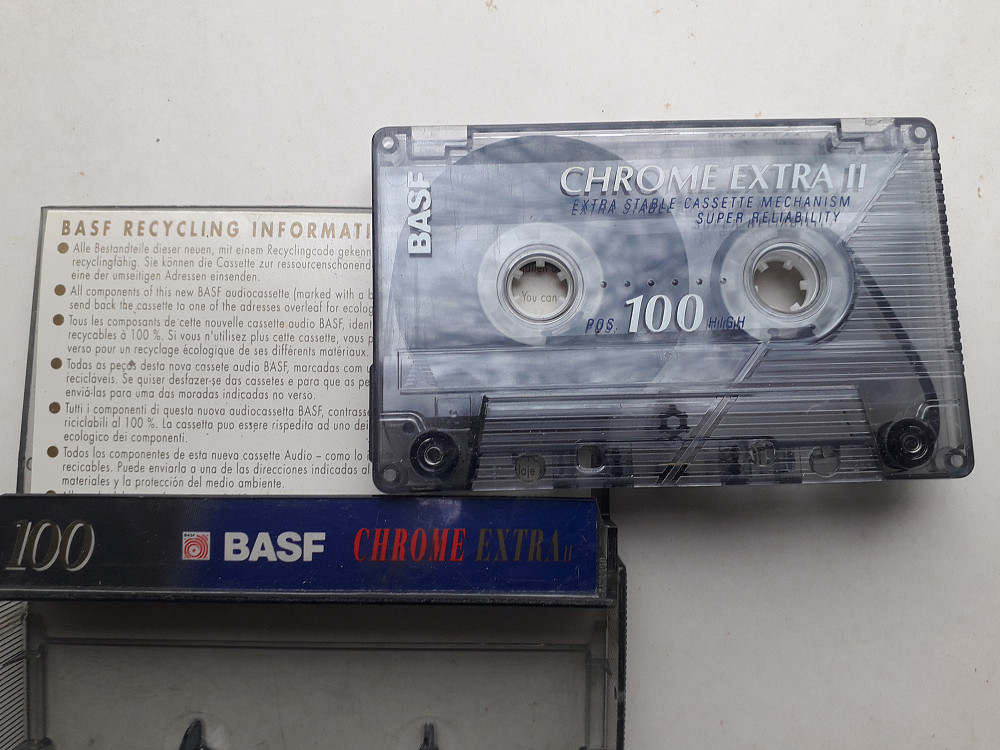 BASF
CHROME EXTRA II
EXTRA STABLE CASSETTE MECHANISM
SUPER RELIABILITY
You can
POS. 100 HIGH
BASF RECYCLING INFORMATI
Alle Bestandteile dieser neuen, mit einem Recyclingcode gekenn
recyclingfähig. Sie können die Cassette zur ressourcenschonend
eine der umseitigen Adressen einsenden.
All components of this new BASF audiocassette (marked with a
send back the cassette to one of the adresses overleaf for ecolog
Tous les composants de cette nouvelle cassette audio BASF, ident
recycables à 100 %. Si vous n'utilisez plus cette cassette, vous p
verso pour un recyclage écologique de ses différents matériaux.
Todas as peças desta nova cassete audio BASF, marcadas com u
recicláveis. Se quiser desfazer-se das cassetes e para que as pe
enviá-las para uma das moradas indicadas no verso.
Tutti i componenti di questa nuova audiocassetta BASF, contrasse
riciclabili al 100 %. La cassetta puo essere rispedita ad uno dei
ecologico dei componenti.
Todos los componentes de esta nueva cassette Audio – como lo i
recicables. Puede enviarla a una de las direcciones indicadas al
materiales y la protección del medio ambiente.
100 BASF CHROME EXTRA II